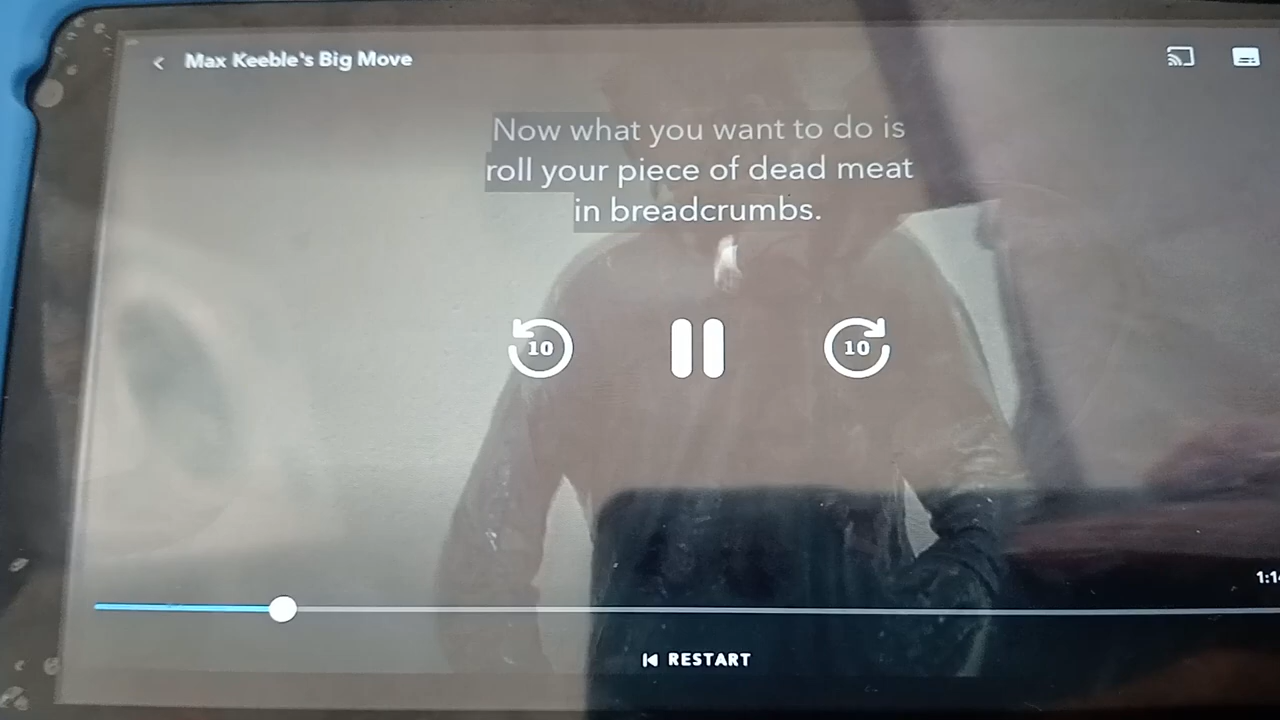 Max Keeble's Big Move
Now what you want to do is
roll your piece of dead meat
in breadcrumbs.
10
10
RESTART